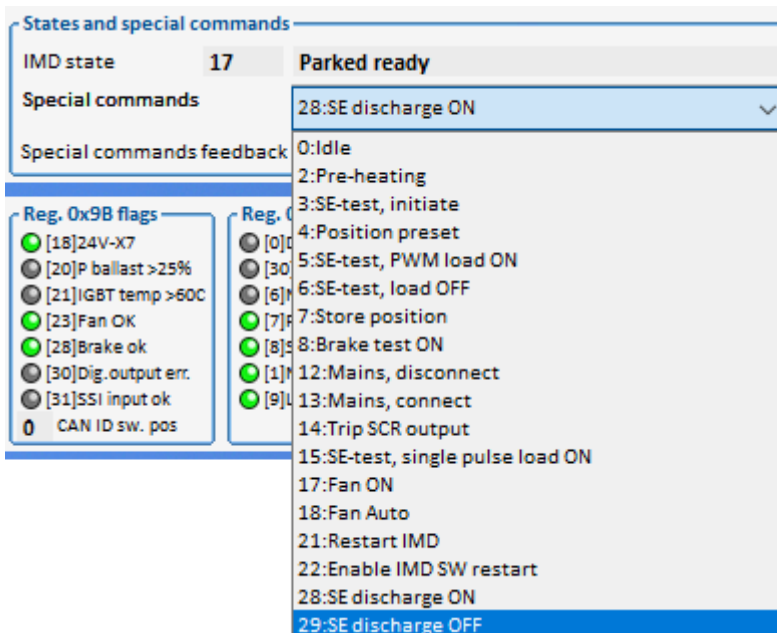 States and special commands
IMD state 17 Parked ready
Special commands 28:SE discharge ON
Special commands feedback
0:Idle
2:Pre-heating
3:SE-test, initiate
4:Position preset
5:SE-test, PWM load ON
6:SE-test, load OFF
7:Store position
8:Brake test ON
12:Mains, disconnect
13:Mains, connect
14:Trip SCR output
15:SE-test, single pulse load ON
17:Fan ON
18:Fan Auto
21:Restart IMD
22:Enable IMD SW restart
28:SE discharge ON
29:SE discharge OFF
Reg. 0x9B flags
[18]24V-X7
[20]P ballast >25%
[21]IGBT temp >60C
[23]Fan OK
[28]Brake ok
[30]Dig.output err.
[31]SSI input ok
0 CAN ID sw. pos
Reg.
[0]
[30]
[6]
[7]
[8]
[1]
[9]